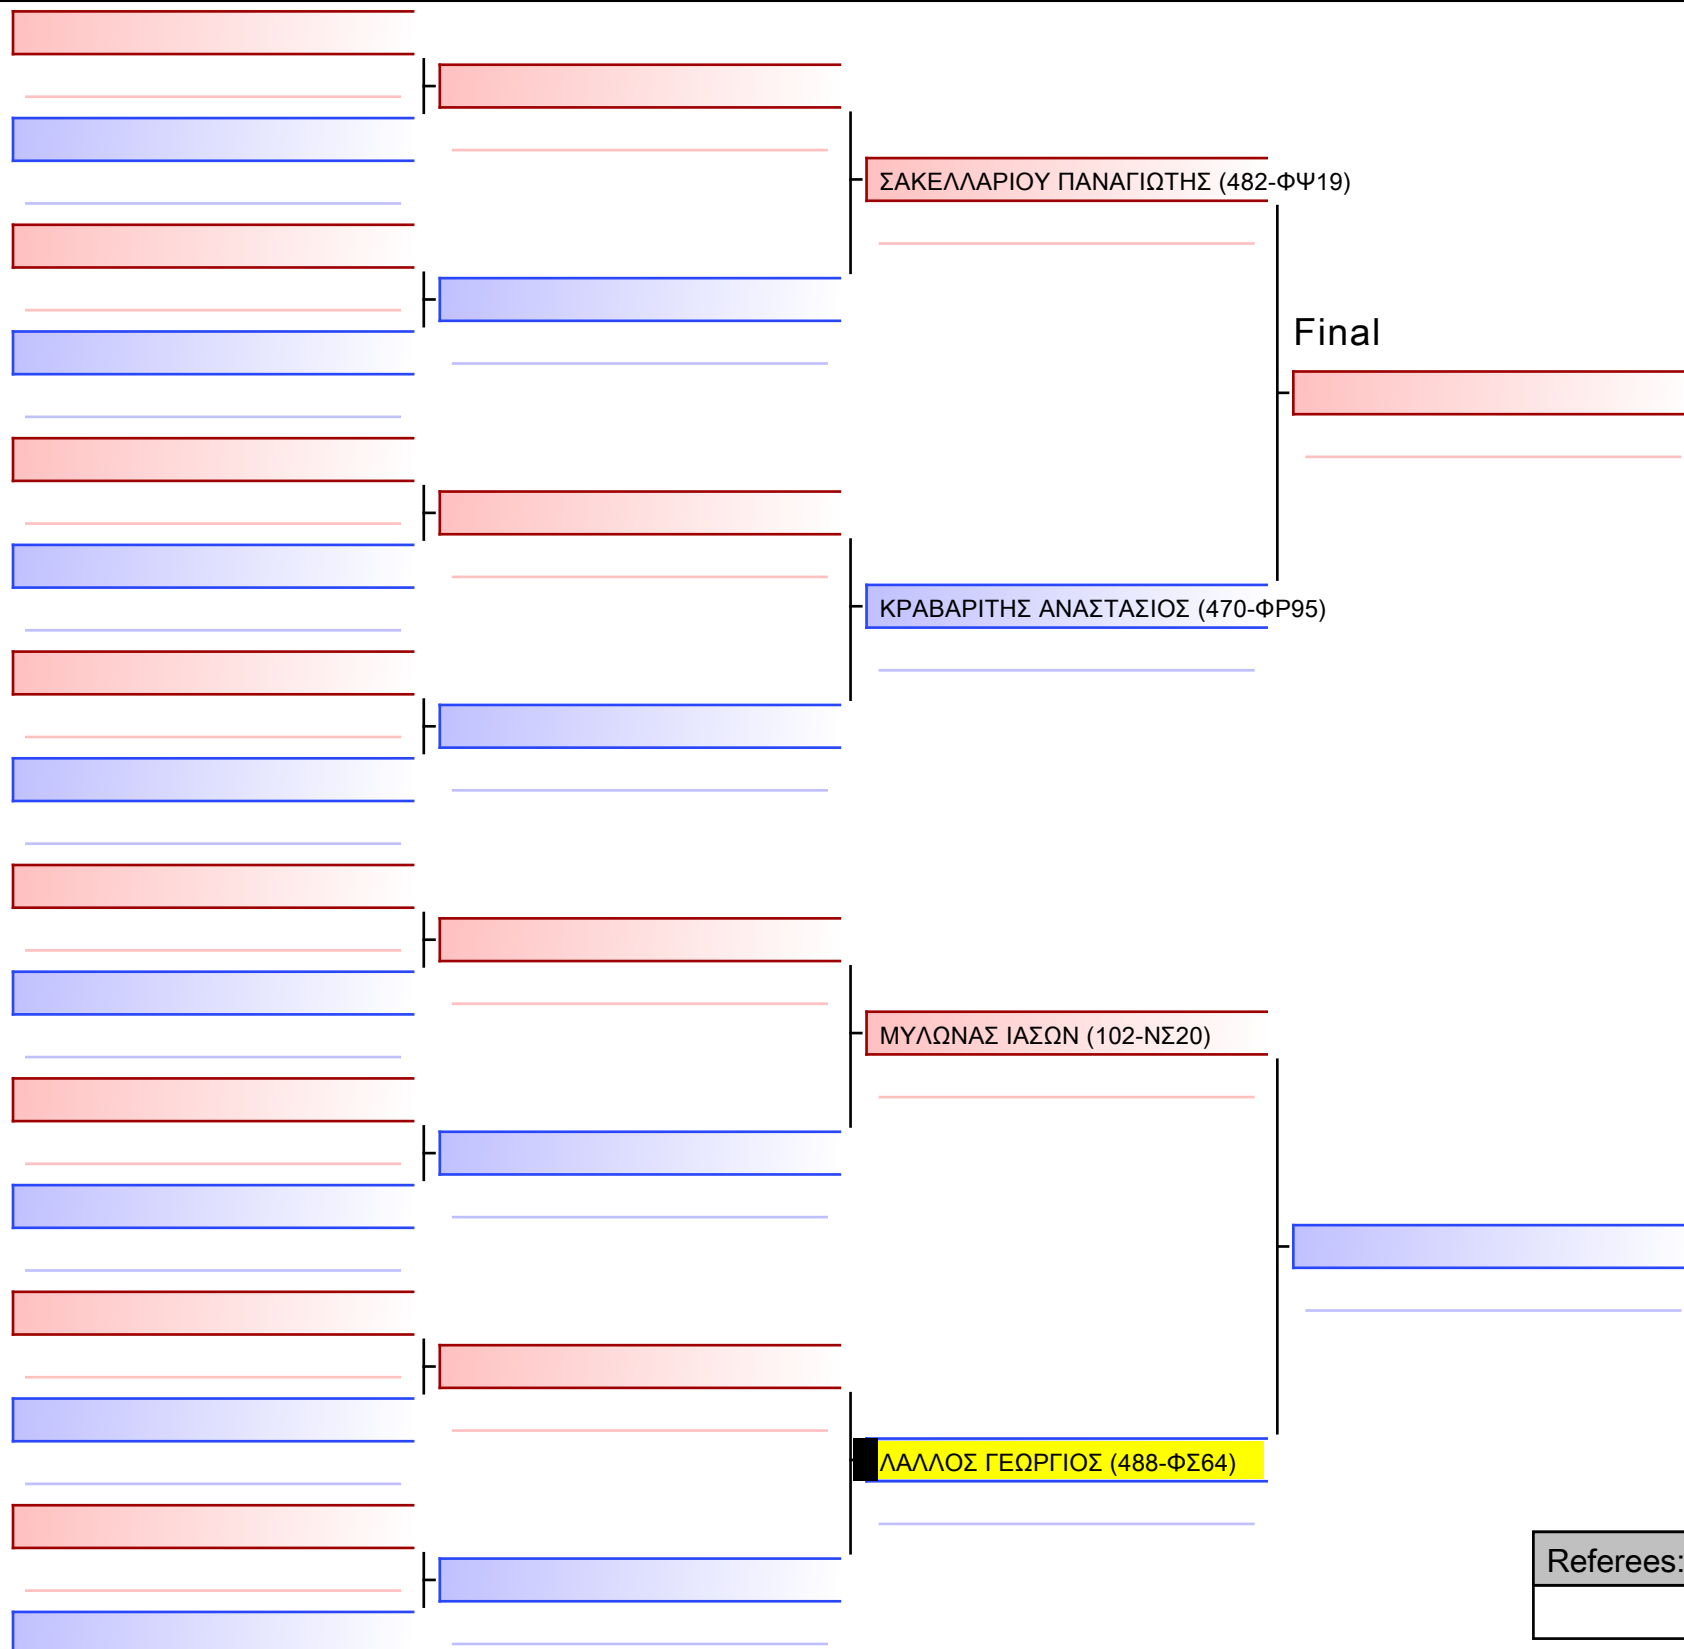 ΣΑΚΕΛΛΑΡΙΟΥ ΠΑΝΑΓΙΩΤΗΣ (482-ΦΨ19)
Final
ΚΡΑΒΑΡΙΤΗΣ ΑΝΑΣΤΑΣΙΟΣ (470-ΦΡ95)
ΜΥΛΩΝΑΣ ΙΑΣΩΝ (102-ΝΣ20)
ΛΑΛΛΟΣ ΓΕΩΡΓΙΟΣ (488-ΦΣ64)
Referees: